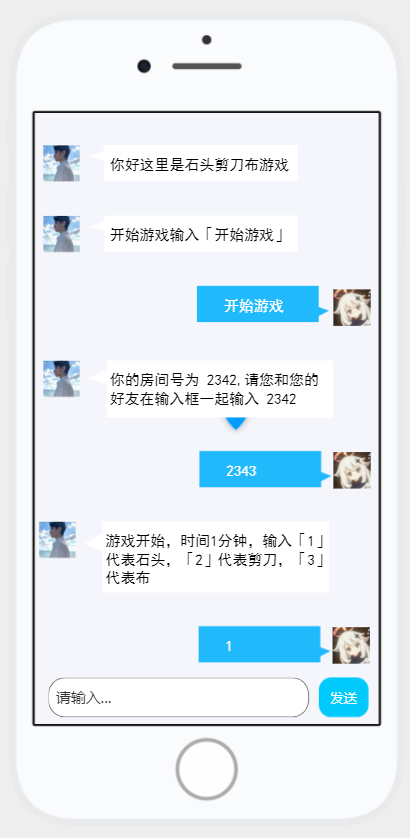 你好这里是石头剪刀布游戏
开始游戏输入「开始游戏」
开始游戏
你的房间号为 2342,请您和您的
好友在输入框一起输入 2342
2343
游戏开始，时间1分钟，输入「1」
代表石头，「2」代表剪刀，「3」
代表布
1
请输入...
发送